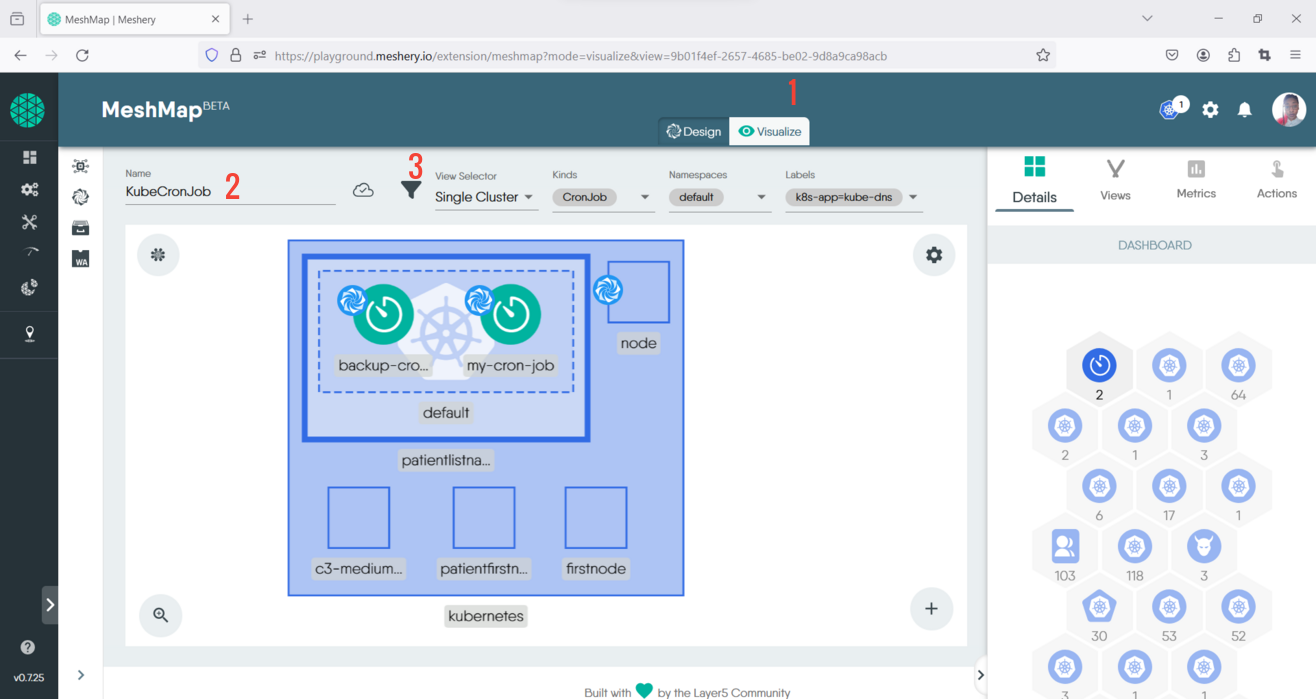 MeshMap | Meshery
https://playground.meshery.io/extension/meshmap?mode=visualize&view=9b01f4ef-2657-4685-be02-9d8a9ca98acb
1
MeshMap BETA
Design
Visualize
1
Name
KubeCronJob
2
3
View Selector
Single Cluster
Kinds
CronJob
Namespaces
default
Labels
k8s-app=kube-dns
Details
Views
Metrics
Actions
DASHBOARD
WA
backup-cro...
my-cron-job
default
node
patientlistna...
c3-medium...
patientfirstn...
firstnode
kubernetes
2
1
64
2
1
3
6
17
1
103
118
3
30
53
52
3
1
1
v0.7.25
Built with by the Layer5 Community